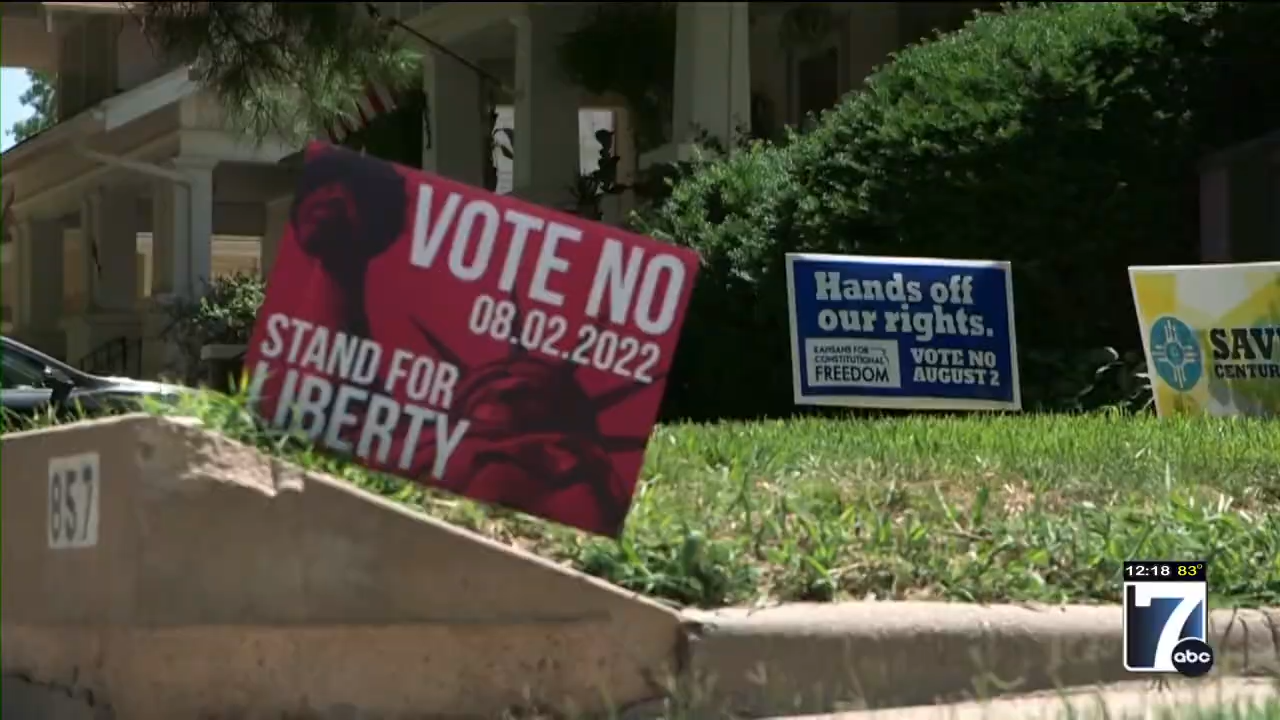 VOTE NO
08.02.2022
STAND FOR
LIBERTY
Hands off
our rights.
KANSANS FOR
CONSTITUTIONAL
FREEDOM
VOTE NO
AUGUST 2
SAV
CENTUR
857
12:18 83°
7
abc